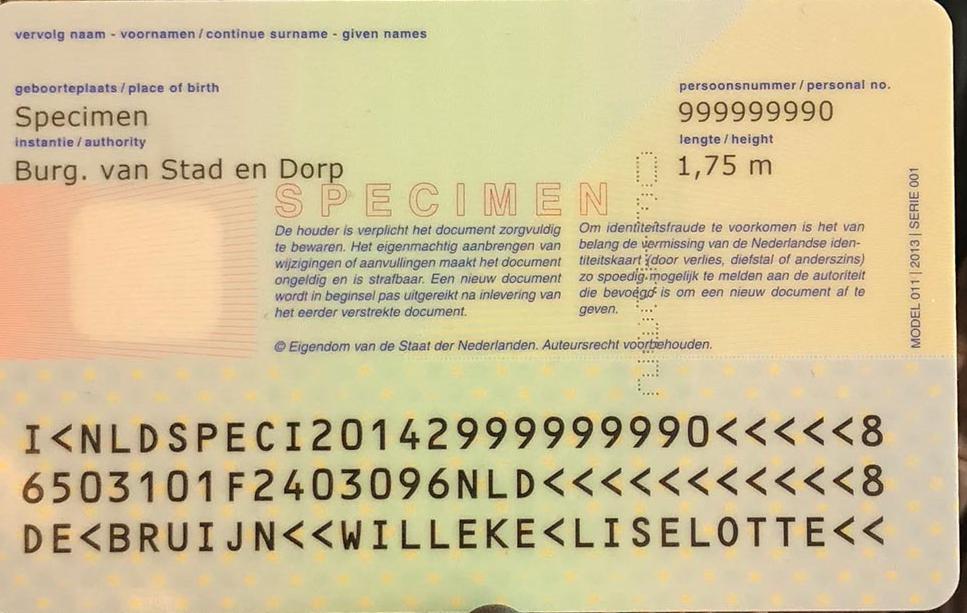 vervolg naam - voornamen / continue surname - given names
geboorteplaats / place of birth
Specimen
instantie / authority
Burg. van Stad en Dorp
persoonsnummer / personal no.
999999990
lengte / height
1,75 m
SPECIMEN
De houder is verplicht het document zorgvuldig
te bewaren. Het eigenmachtig aanbrengen van
wijzigingen of aanvullingen maakt het document
ongeldig en is strafbaar. Een nieuw document
wordt in beginsel pas uitgereikt na inlevering van
het eerder verstrekte document.
Om identiteitsfraude te voorkomen is het van
belang de vermissing van de Nederlandse iden-
titeitskaart (door verlies, diefstal of anderszins)
zo spoedig mogelijk te melden aan de autoriteit
die bevoegd is om een nieuw document af te
geven.
© Eigendom van de Staat der Nederlanden. Auteursrecht voorbehouden.
MODEL 011 | 2013 | SERIE 001
I<NLDSPECI20142999999990<<<<<8
6503101F2403096NLD<<<<<<<<<<<8
DE<BRUIJN<<WILLEKE<LISELOTTE<<